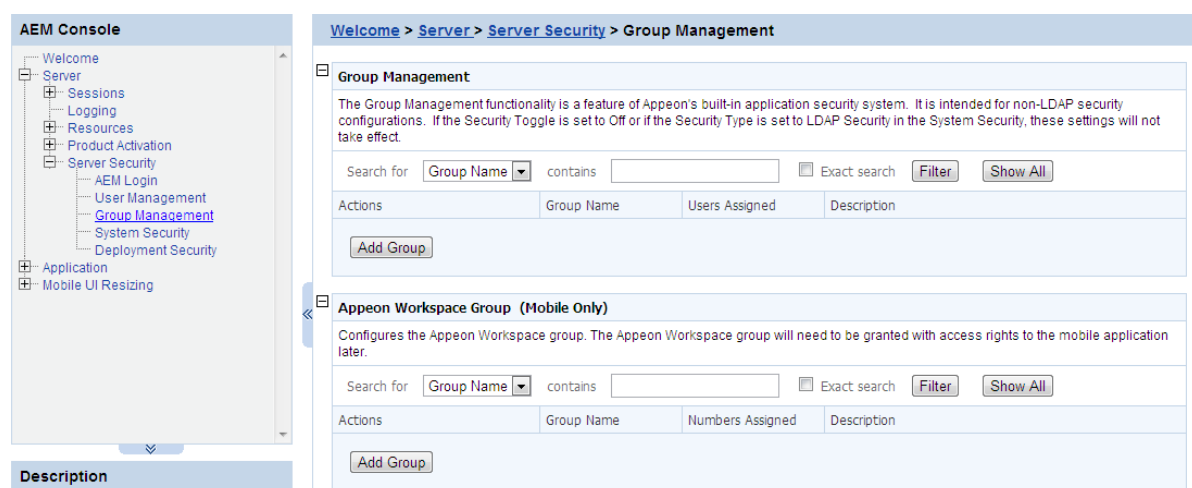 AEM Console
Welcome
Server
Sessions
Logging
Resources
Product Activation
Server Security
AEM Login
User Management
Group Management
System Security
Deployment Security
Application
Mobile UI Resizing
Description
Welcome > Server > Server Security > Group Management
Group Management
The Group Management functionality is a feature of Appeon's built-in application security system. It is intended for non-LDAP security
configurations. If the Security Toggle is set to Off or if the Security Type is set to LDAP Security in the System Security, these settings will not
take effect.
Search for Group Name contains Exact search Filter Show All
Actions Group Name Users Assigned Description
Add Group
Appeon Workspace Group (Mobile Only)
Configures the Appeon Workspace group. The Appeon Workspace group will need to be granted with access rights to the mobile application
later.
Search for Group Name contains Exact search Filter Show All
Actions Group Name Numbers Assigned Description
Add Group